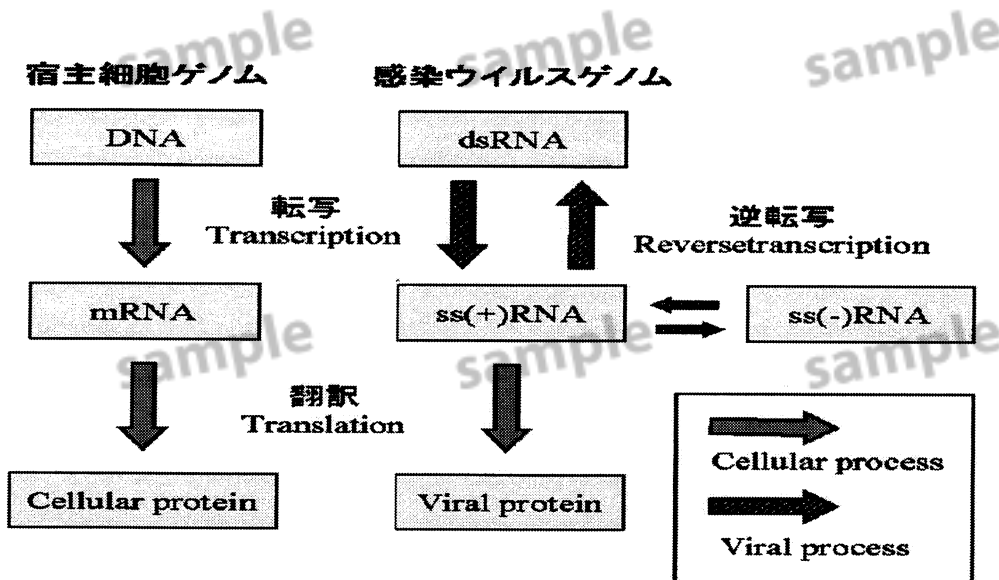 sample
sample
sample
宿主細胞ゲノム
感染ウイルスゲノム
DNA
dsRNA
転写
Transcription
逆転写
Reversetranscription
mRNA
ss(+)RNA
ss(-)RNA
sample
sample
sample
翻訳
Translation
Cellular process
Cellular protein
Viral protein
Viral process